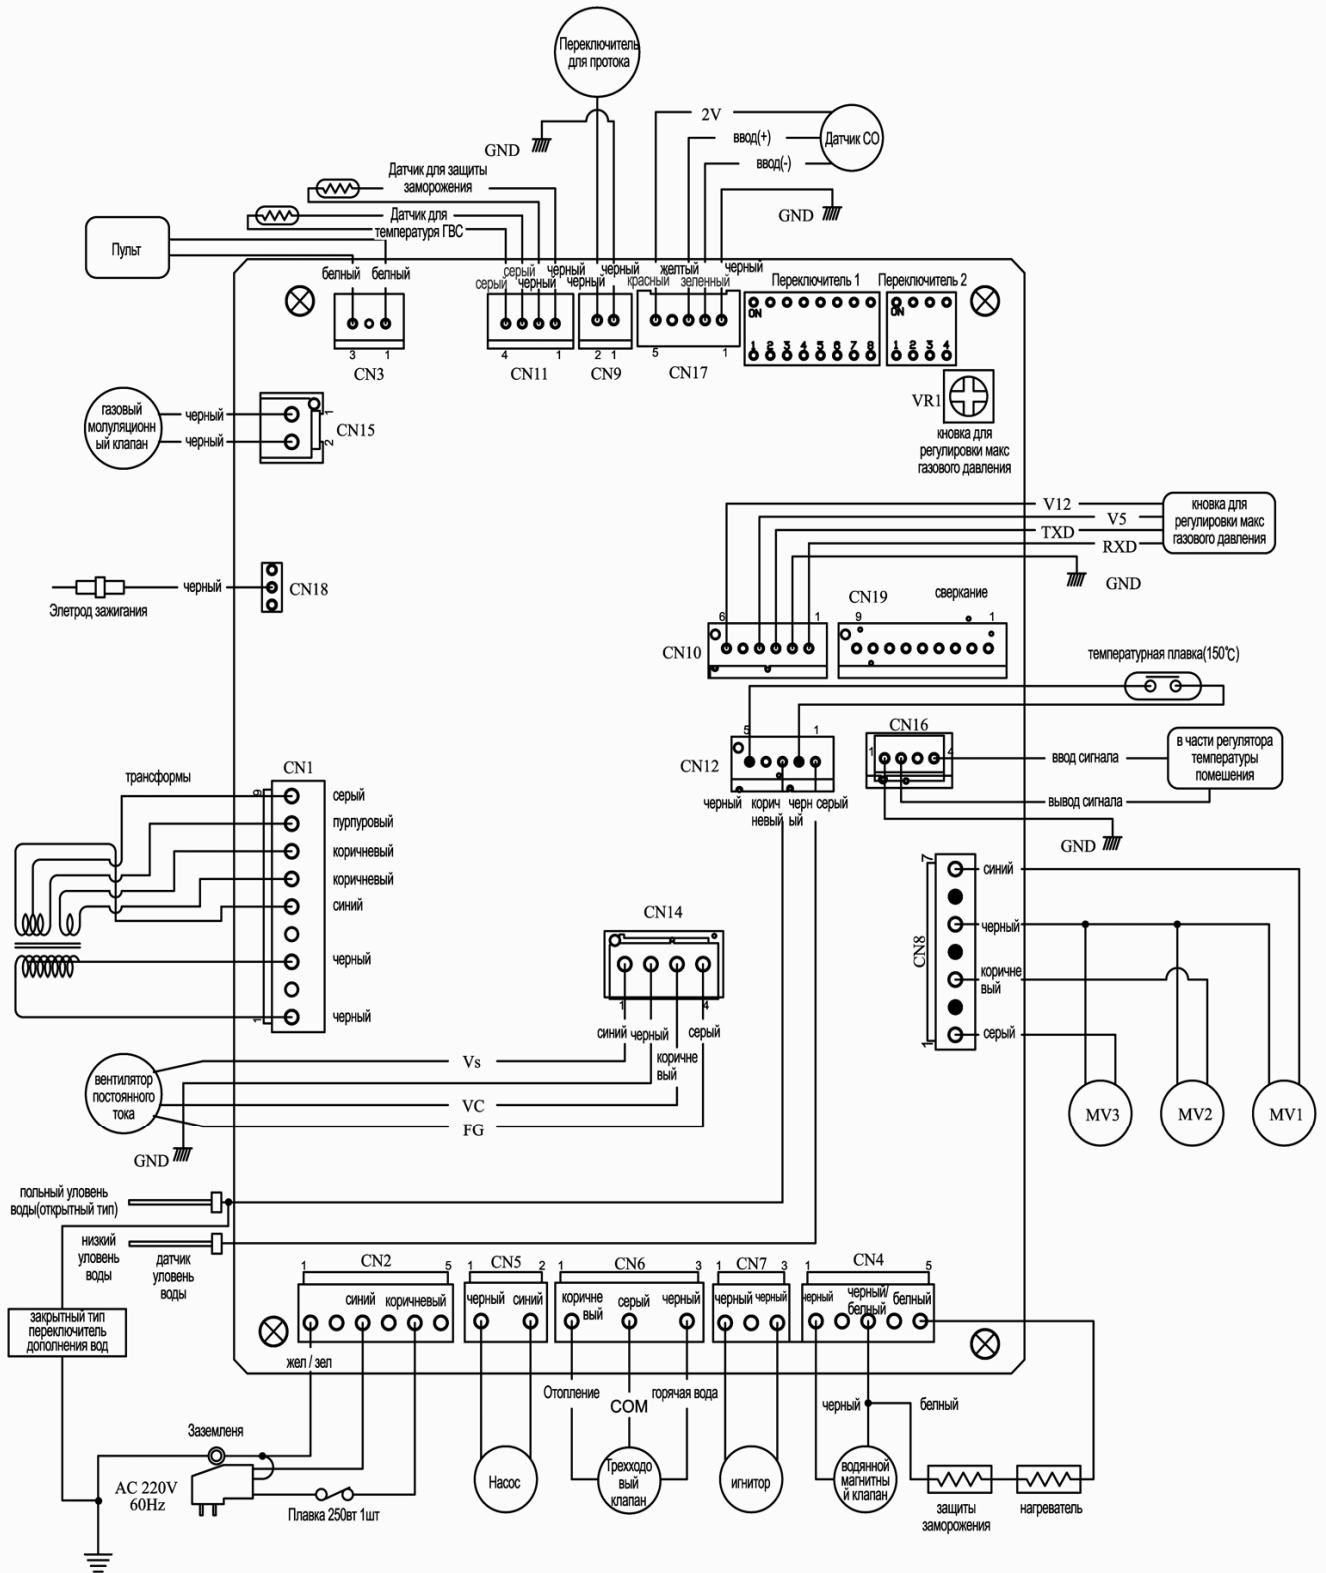 Переключитель
для протока
2V
ввод(+)
Датчик СО
ввод(-)
GND
GND
Датчик для защиты
заморожения
Датчик для
температуря ГВС
Пульт
белный
белный
серый
серый
черный
черный
черный
черный
красный
желтый
зеленный
черный
Переключитель 1
Переключитель 2
ON
ON
1 2 3 4 5 6 7 8
1 2 3 4
3 1
4 1
2 1
5 1
CN3
CN11
CN9
CN17
VR1
кновка для
регулировки макс
газового давления
газовый
молуляционн
ый клапан
черный
черный
1
2
CN15
V12
V5
TXD
RXD
GND
кновка для
регулировки макс
газового давления
Элетрод зажигания
черный
CN18
CN19
сверкание
6 1
9 1
CN10
температурная плавка(150°C)
5 1
CN12
черный
корич
невый
черн
ый
серый
CN16
1 4
ввод сигнала
вывод сигнала
GND
в части регулятора
температуры
помешения
трансформы
CN1
9
серый
пурпуровый
коричневый
коричневый
синий
черный
черный
1
CN14
1 4
синий
черный
коричне
вый
серый
CN8
7
1
синий
черный
коричне
вый
серый
MV3
MV2
MV1
вентилятор
постоянного
тока
Vs
VC
FG
GND
польный уловень
воды(открытный тип)
низкий
уловень
воды
датчик
уловень
воды
закрытный тип
переключитель
дополнения вод
1 CN2 5
синий
коричневый
жел / зел
1 CN5 2
черный
синий
1 CN6 3
коричне
вый
серый
черный
1 CN7 3
черный
черный
1 CN4 5
черный
черный/
белный
белный
Отопление
COM
горячая вода
черный
белный
Заземленя
AC 220V
60Hz
Плавка 250вт 1шт
Насос
Трехходо
вый
клапан
игнитор
водянной
магнитны
й клапан
защиты
заморожения
нагреватель